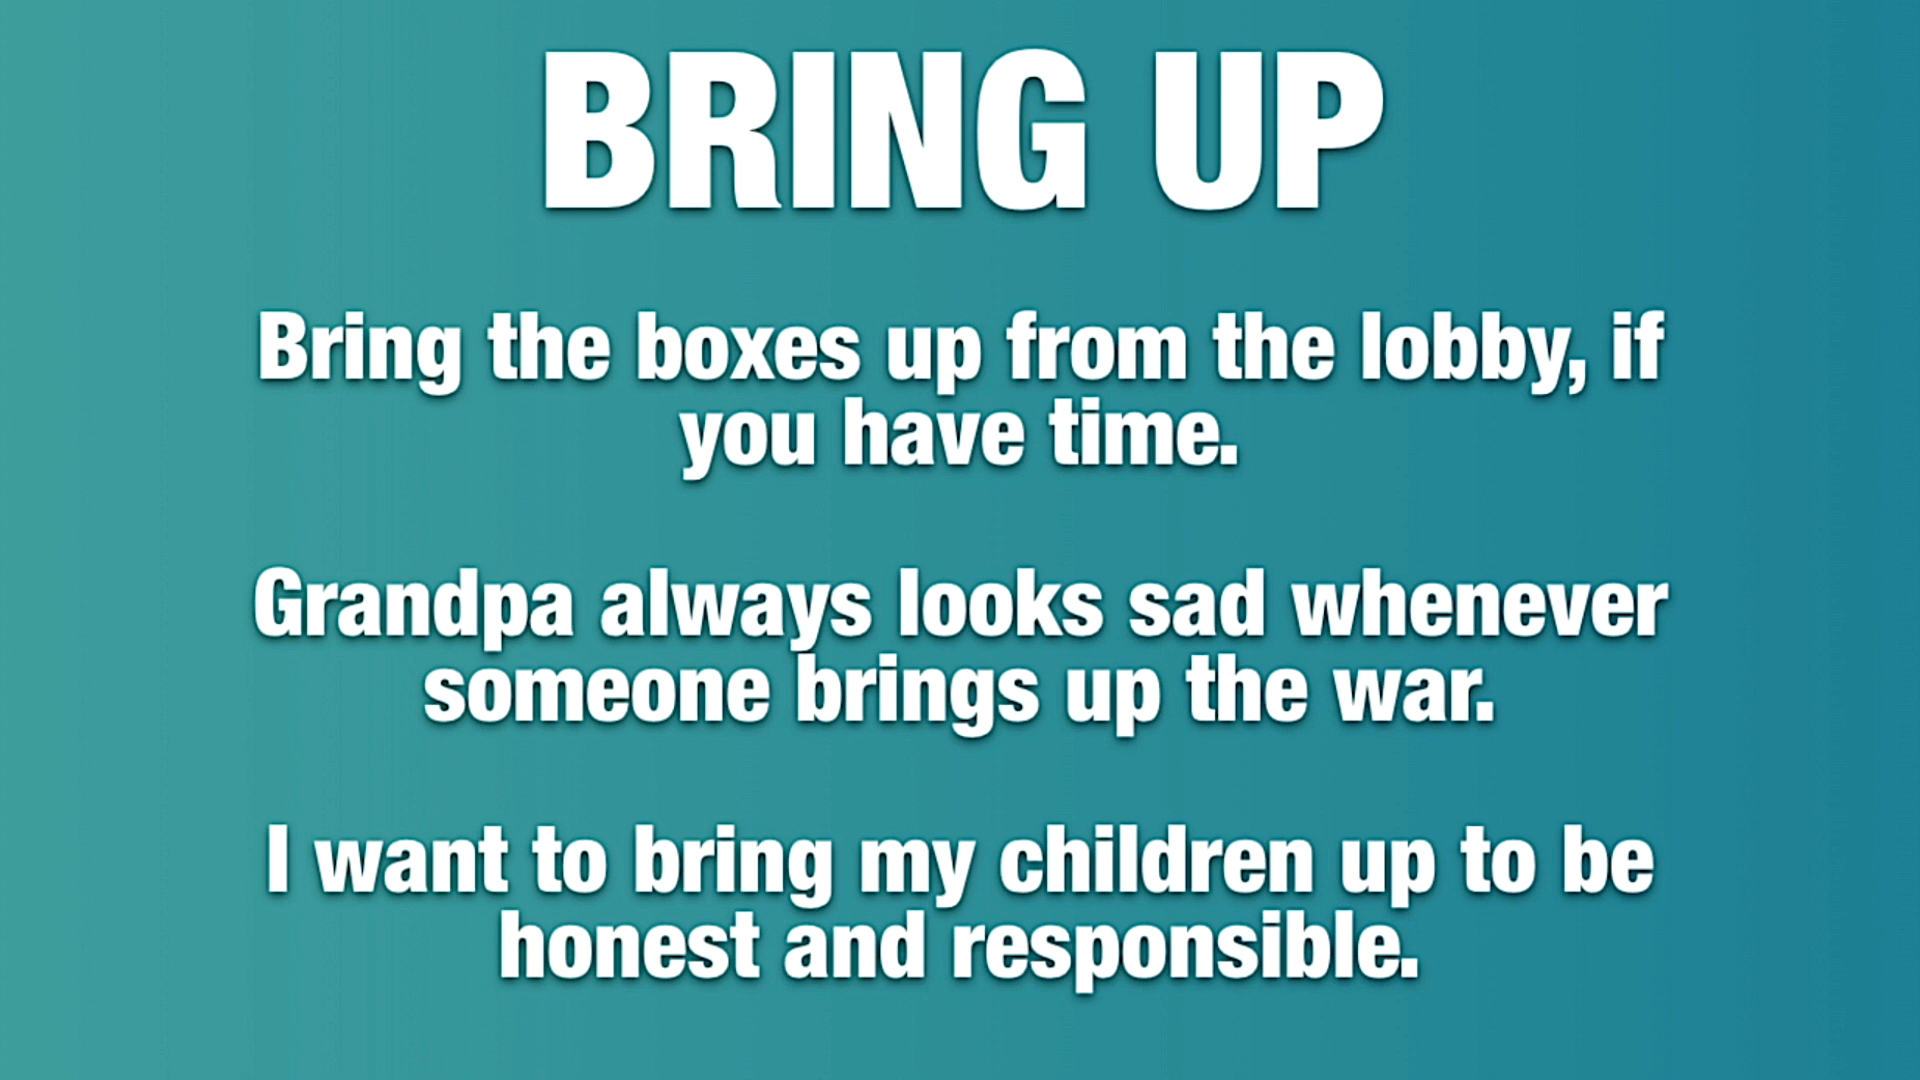 BRING UP
Bring the boxes up from the lobby, if
you have time.
Grandpa always looks sad whenever
someone brings up the war.
I want to bring my children up to be
honest and responsible.